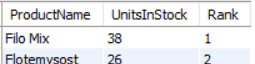 ProductName UnitsInStock Rank
Filo Mix 38 1
Flotemysost 26 2